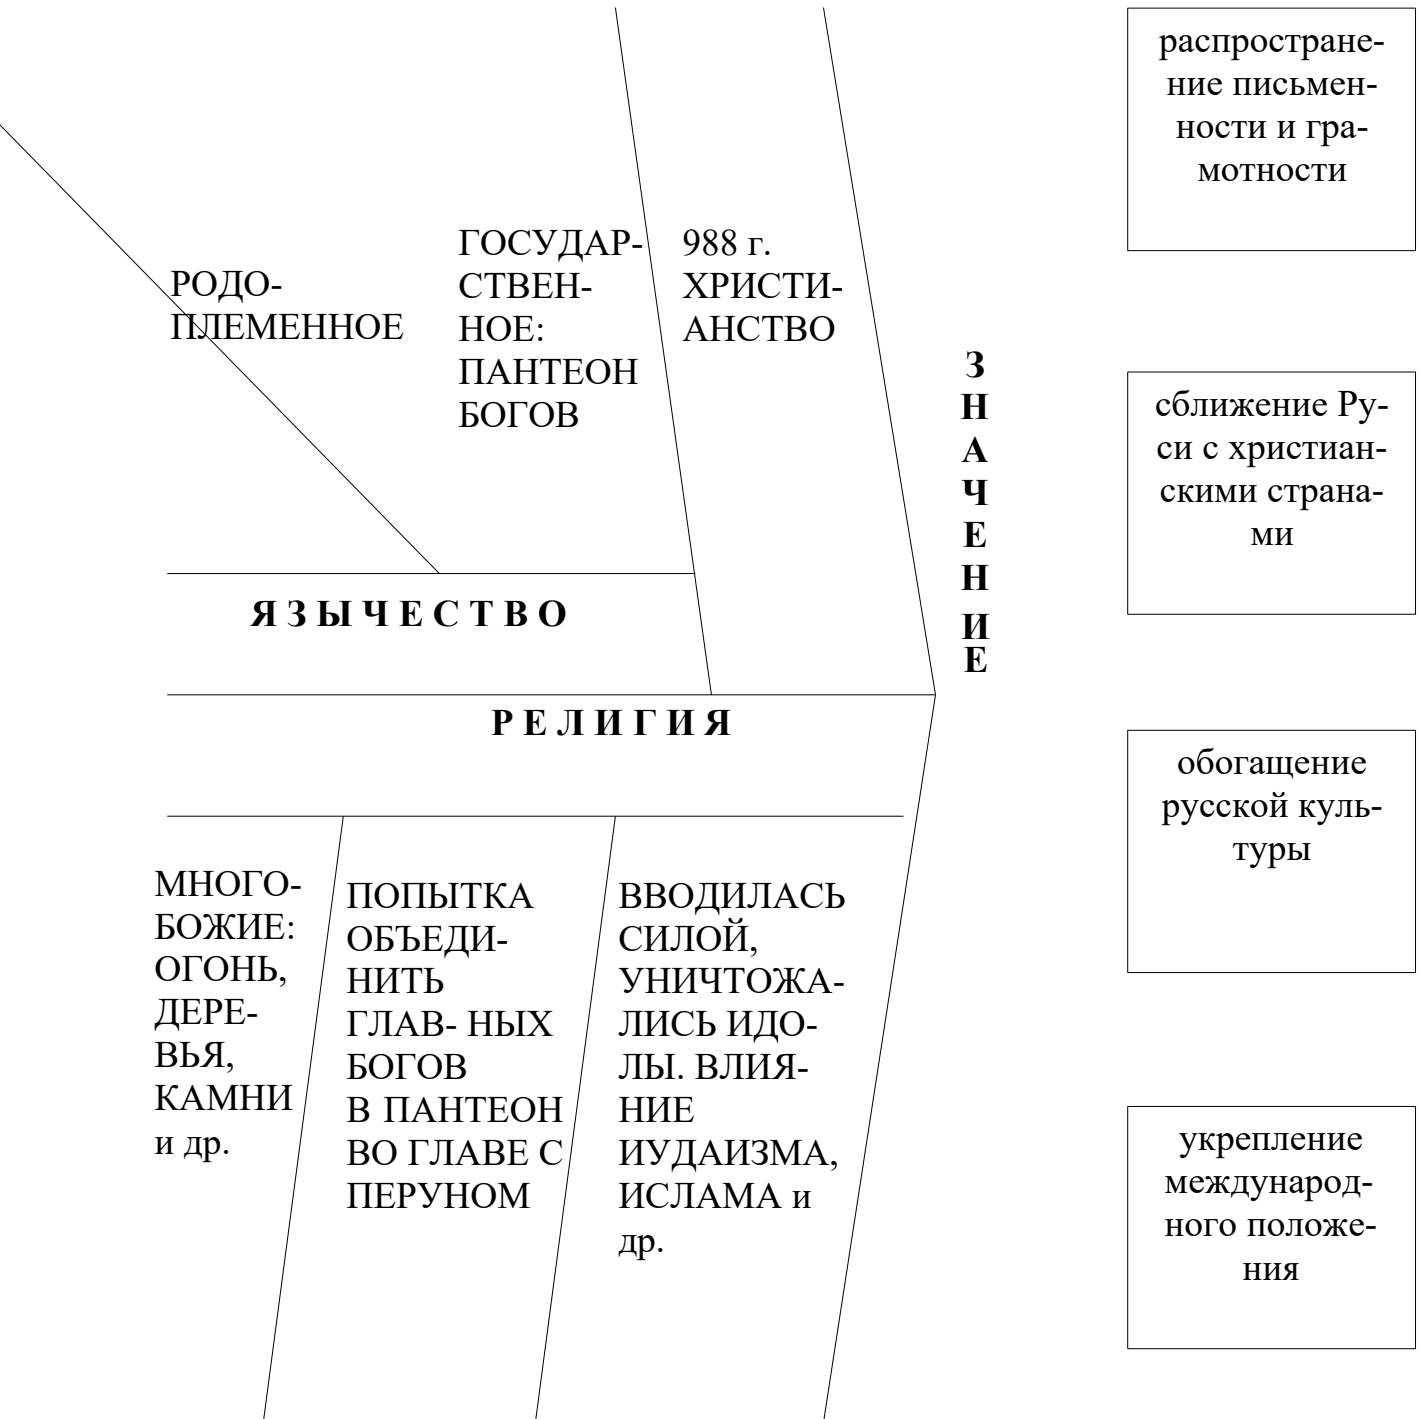 РОДО-
ПЛЕМЕННОЕ
ГОСУДАР-
СТВЕН-
НОЕ:
ПАНТЕОН
БОГОВ
988 г.
ХРИСТИ-
АНСТВО
Я З Ы Ч Е С Т В О
Р Е Л И Г И Я
МНОГО-
БОЖИЕ:
ОГОНЬ,
ДЕРЕ-
ВЬЯ,
КАМНИ
и др.
ПОПЫТКА
ОБЪЕДИ-
НИТЬ
ГЛАВ- НЫХ
БОГОВ
В ПАНТЕОН
ВО ГЛАВЕ С
ПЕРУНОМ
ВВОДИЛАСЬ
СИЛОЙ,
УНИЧТОЖА-
ЛИСЬ ИДО-
ЛЫ. ВЛИЯ-
НИЕ
ИУДАИЗМА,
ИСЛАМА и
др.
З
Н
А
Ч
Е
Н
И
Е
распростране-
ние письмен-
ности и гра-
мотности
сближение Ру-
си с христиан-
скими страна-
ми
обогащение
русской куль-
туры
укрепление
международ-
ного положе-
ния